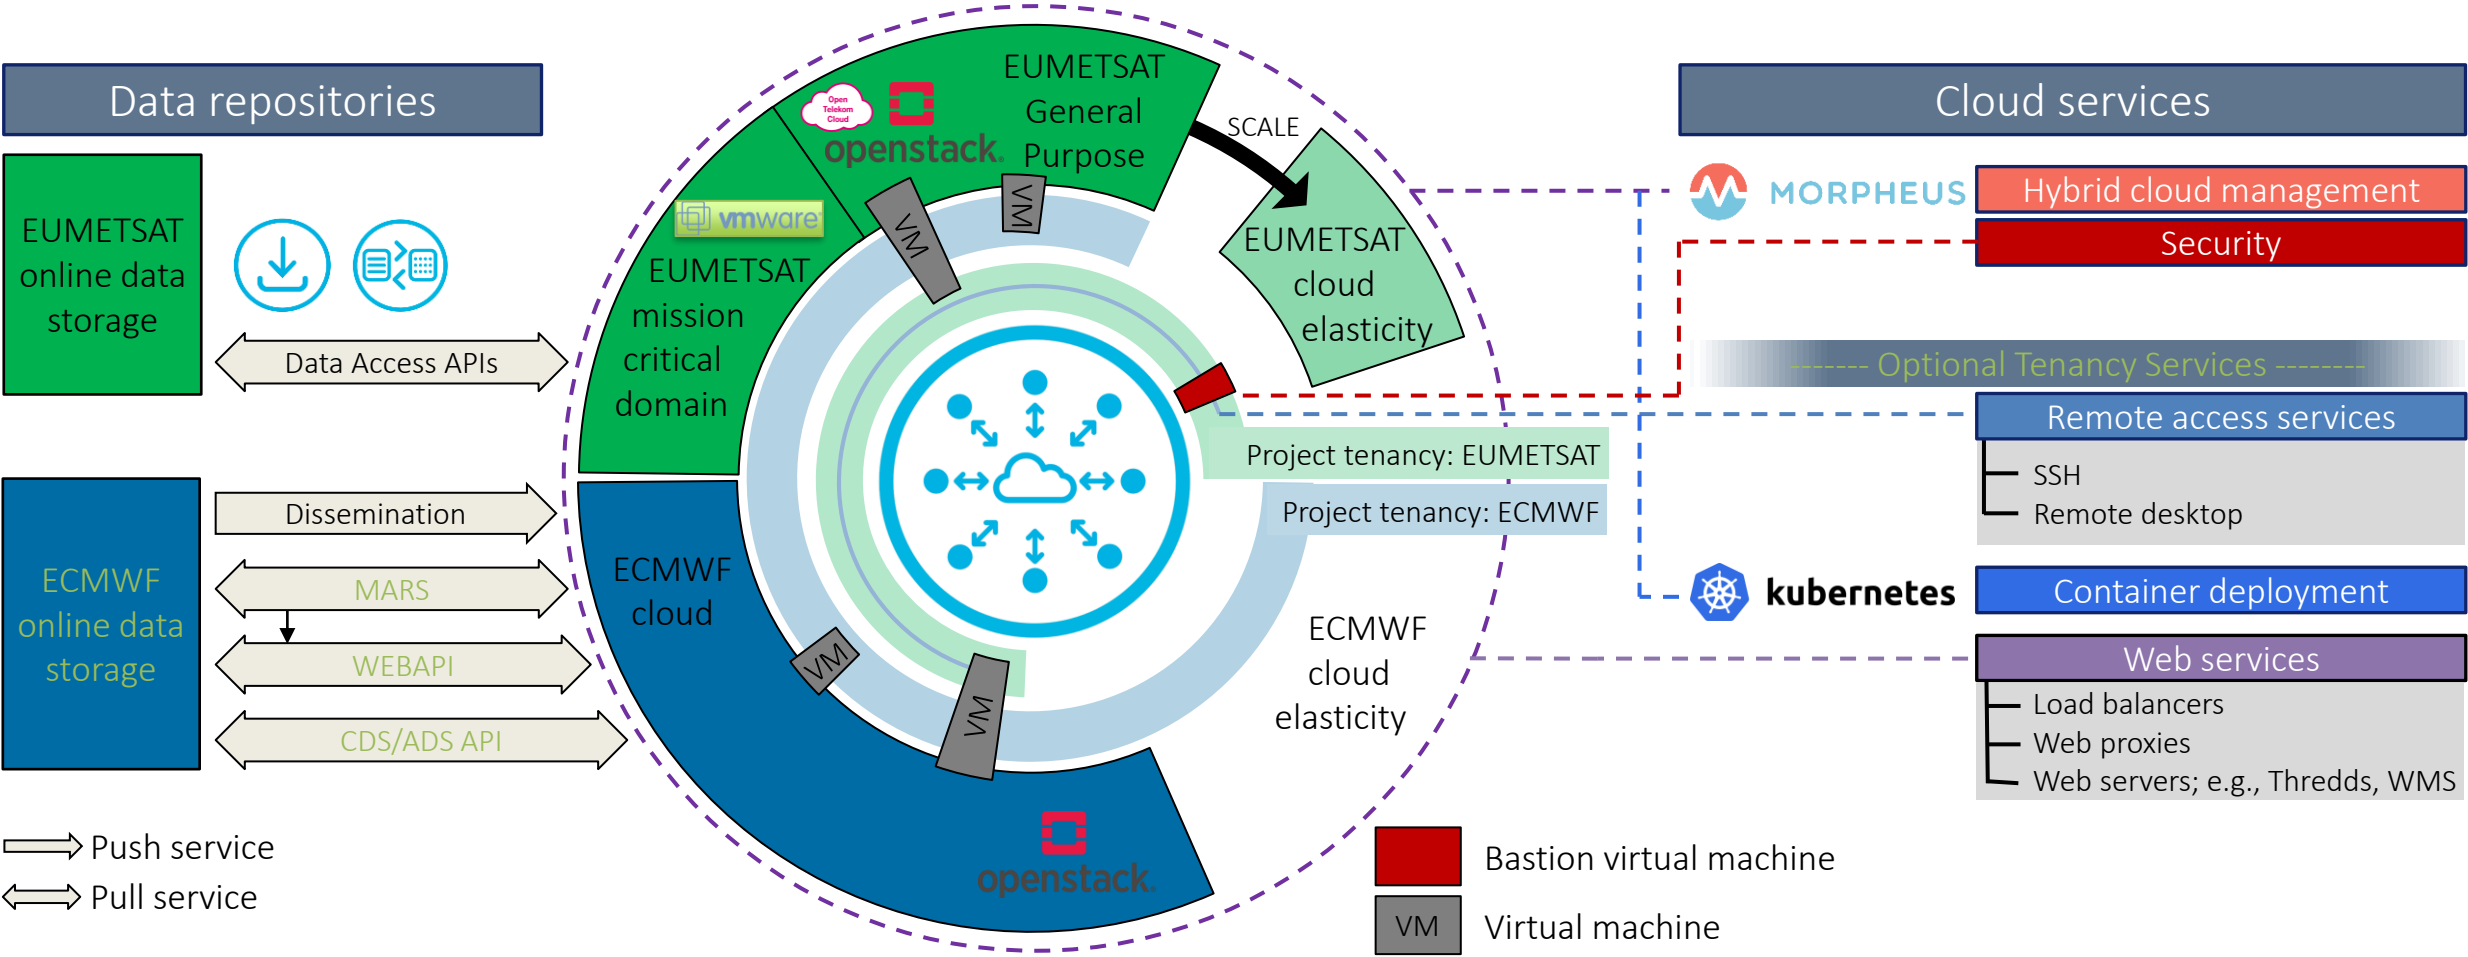 Data repositories
EUMETSAT
online data
storage
Data Access APIs
ECMWF
online data
storage
Dissemination
MARS
WEBAPI
CDS/ADS API
Push service
Pull service
Open
Telekom
Cloud
openstack.
EUMETSAT
General
Purpose
SCALE
vmware
EUMETSAT
mission
critical
domain
VM
VM
EUMETSAT
cloud
elasticity
Project tenancy: EUMETSAT
Project tenancy: ECMWF
ECMWF
cloud
VM
VM
ECMWF
cloud
elasticity
openstack.
Bastion virtual machine
VM
Virtual machine
Cloud services
MORPHEUS
Hybrid cloud management
Security
------- Optional Tenancy Services --------
Remote access services
SSH
Remote desktop
kubernetes
Container deployment
Web services
Load balancers
Web proxies
Web servers; e.g., Thredds, WMS